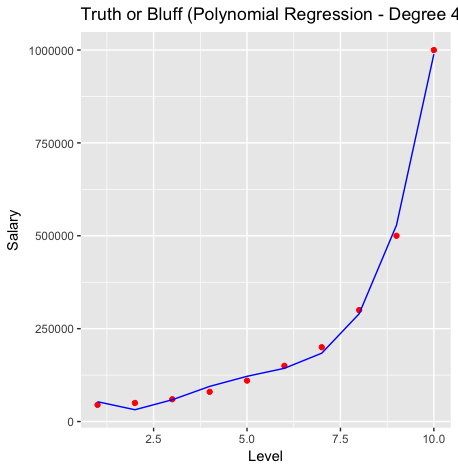 Truth or Bluff (Polynomial Regression - Degree 4
1000000
750000
500000
250000
0
2.5 5.0 7.5 10.0
Level
Salary